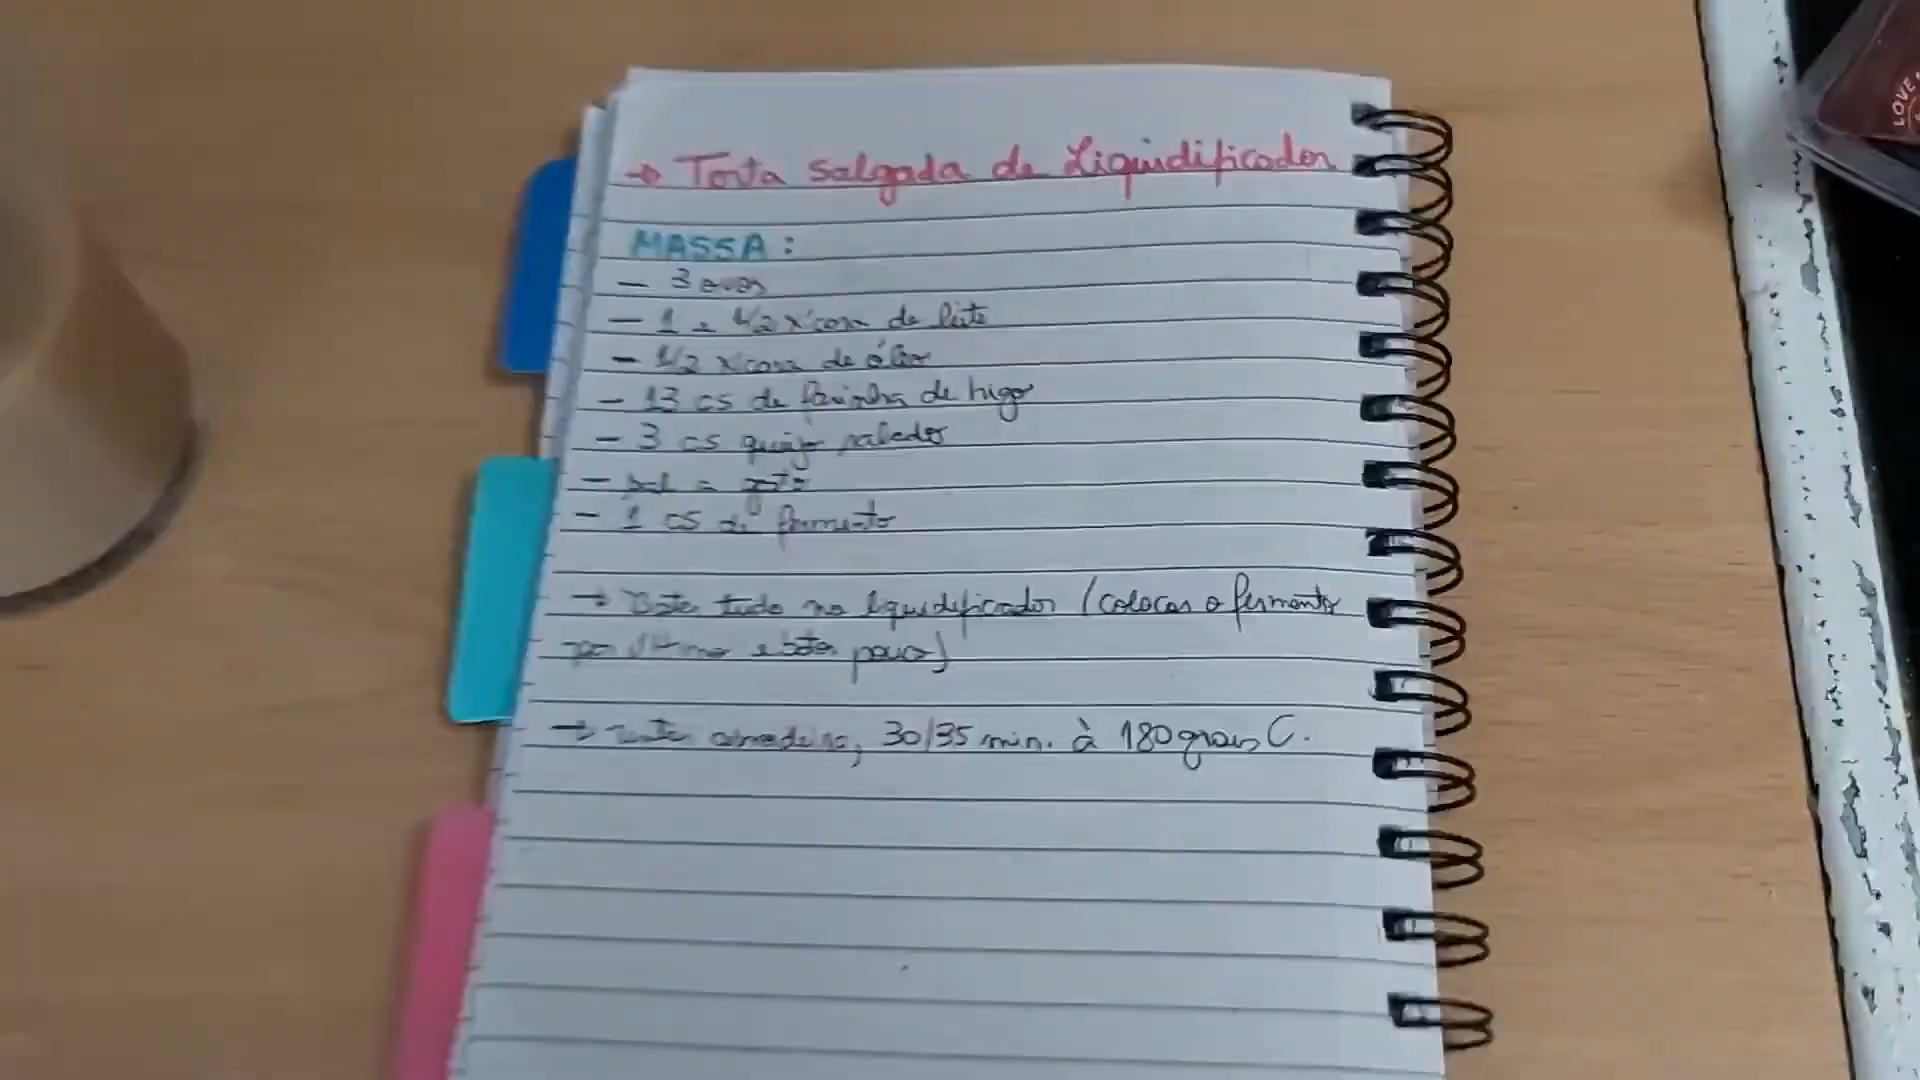 → Torta Salgada de Liquidificador
MASSA:
- 3 ovos
- 1 e 1/2 xícara de leite
- 1/2 xícara de óleo
- 13 cs de farinha de trigo
- 3 cs queijo ralado
- sal a gosto
- 1 cs de fermento
→ Bater tudo no liquidificador (colocar o fermento
por último e bater pouco)
→ untar, 30/35 min. à 180 graus C.
LOVE